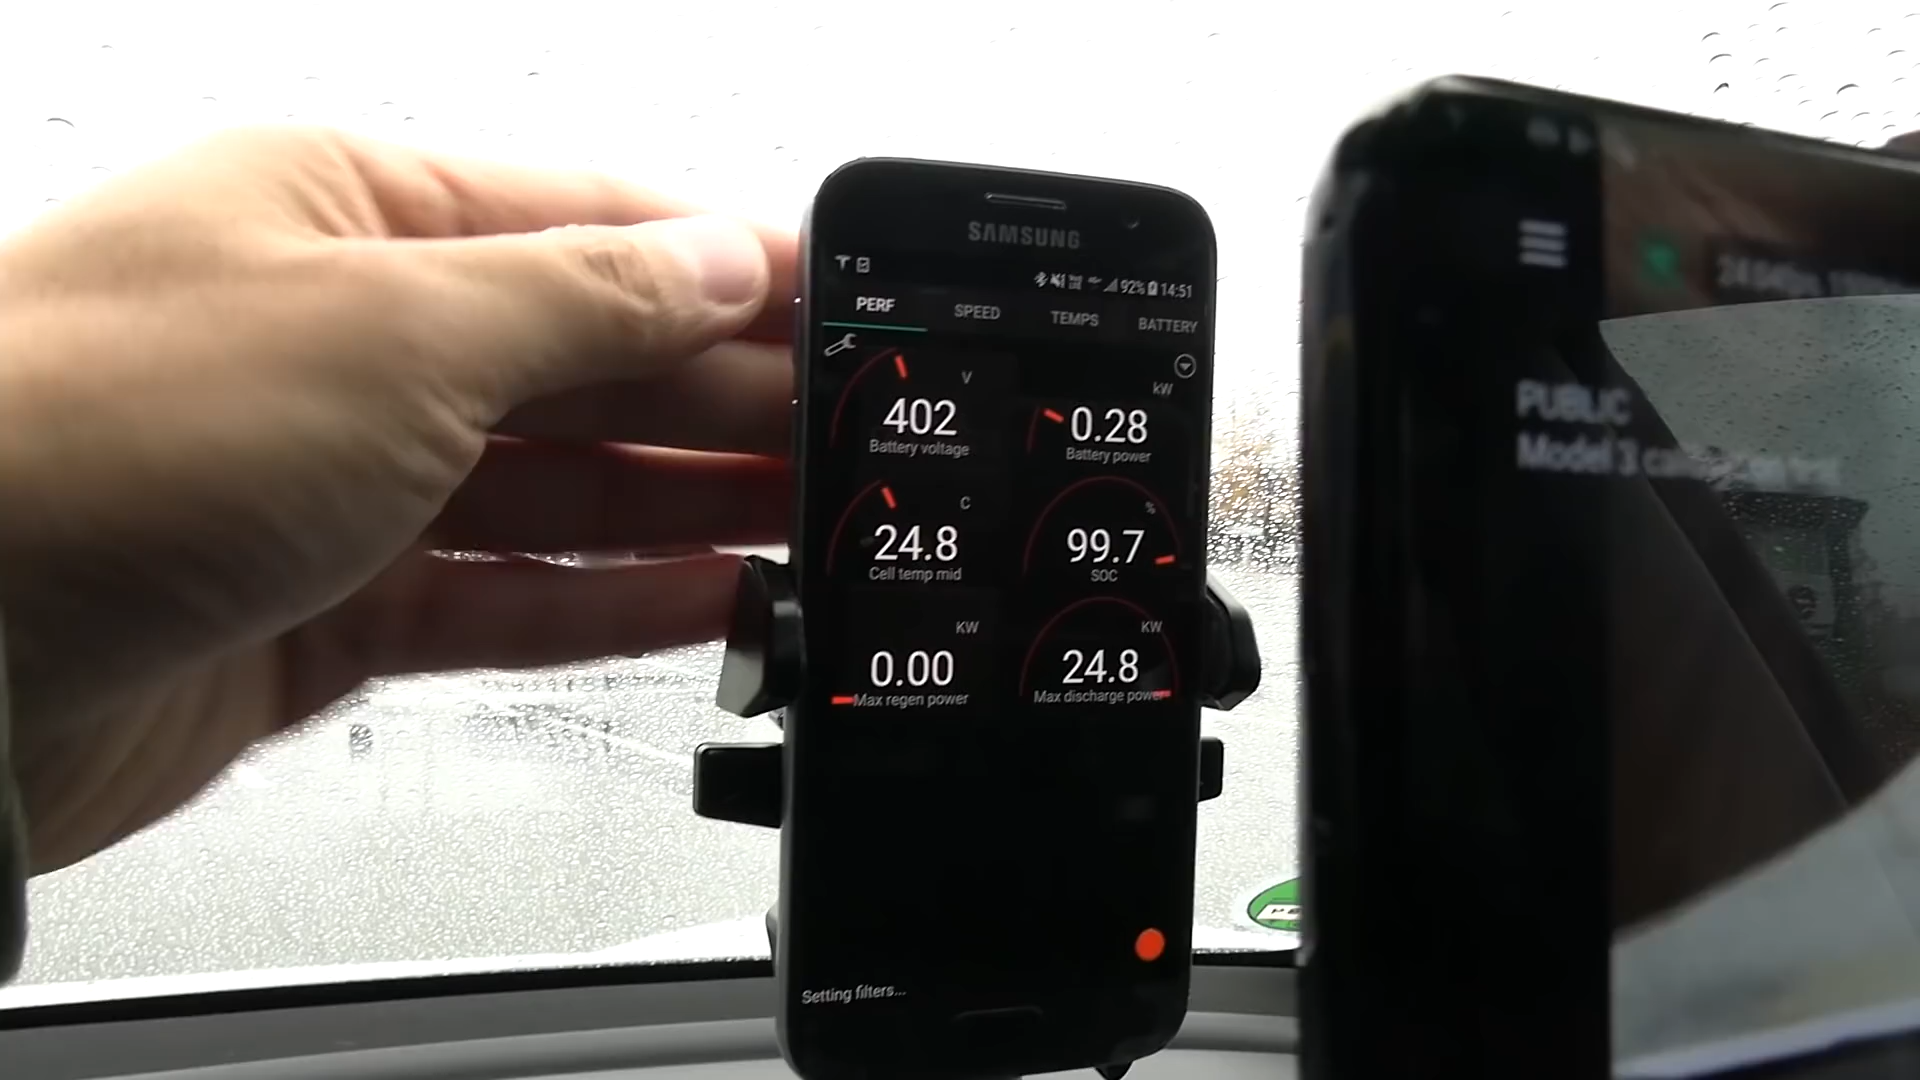 SAMSUNG
92% 14:51
PERF SPEED TEMPS BATTERY
V
402
Battery voltage
kW
0.28
Battery power
C
24.8
Cell temp mid
%
99.7
SOC
KW
0.00
Max regen power
KW
24.8
Max discharge power
Setting filters...
PUBLIC
Model 3